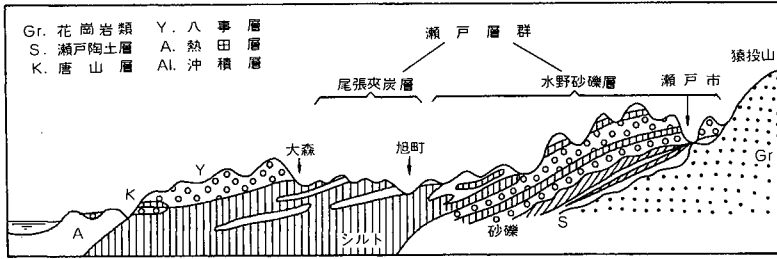 Gr. 花崗岩類 Y. 八事層
S. 瀬戸陶土層 A. 熱田層
K. 唐山層 Al. 沖積層
瀬戸層群
猿投山
尾張夾炭層 水野砂礫層 瀬戸市
大森 旭町
Y
Gr
K
A
シルト 砂礫 S